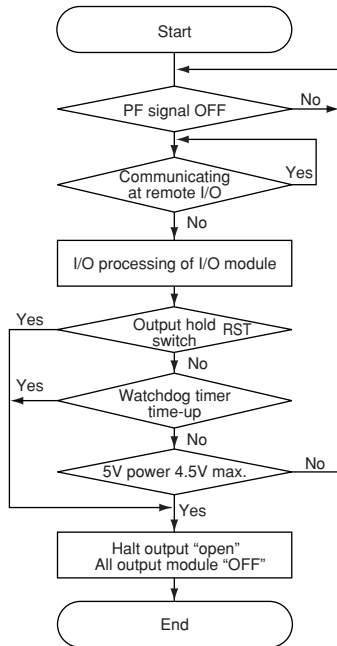 Start
PF signal OFF
No
Communicating
at remote I/O
Yes
No
I/O processing of I/O module
Yes
Output hold
switch RST
No
Yes
Watchdog timer
time-up
No
5V power 4.5V max.
No
Yes
Halt output “open”
All output module “OFF”
End